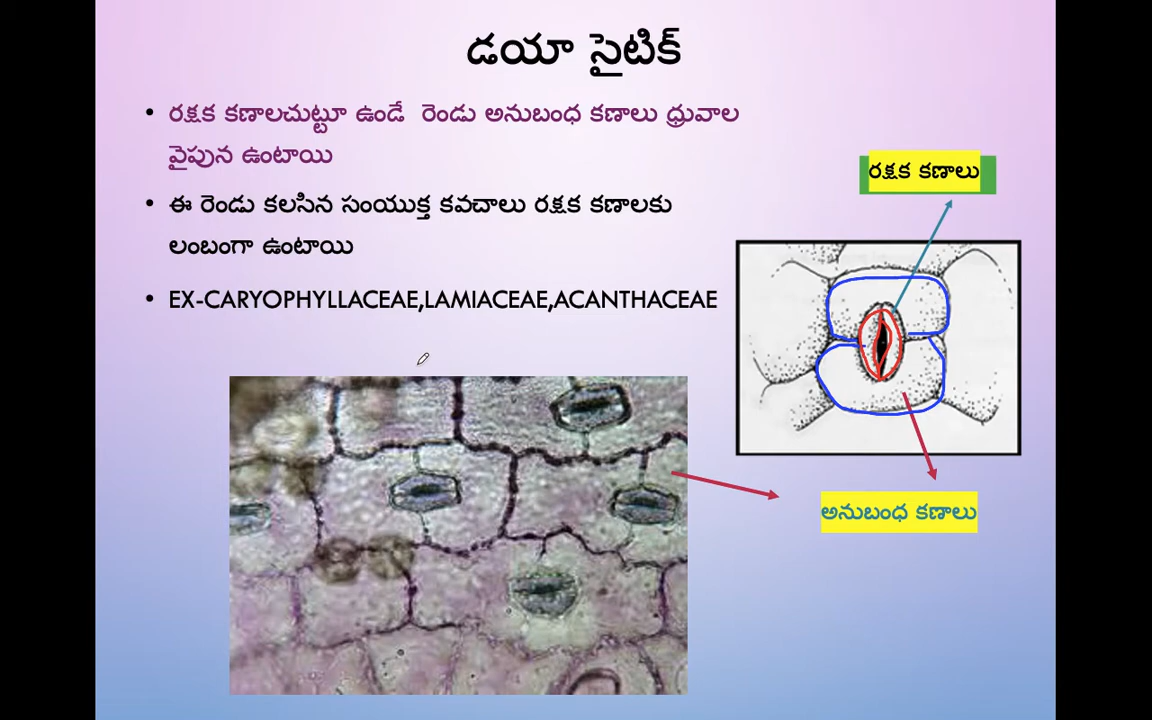 డయా సైటిక్
• రక్షక కణాలచుట్టూ ఉండే రెండు అనుబంధ కణాలు ధ్రువాల
వైపున ఉంటాయి
• ఈ రెండు కలసిన సంయుక్త కవచాలు రక్షక కణాలకు
లంబంగా ఉంటాయి
• EX-CARYOPHYLLACEAE,LAMIACEAE,ACANTHACEAE
రక్షక కణాలు
అనుబంధ కణాలు